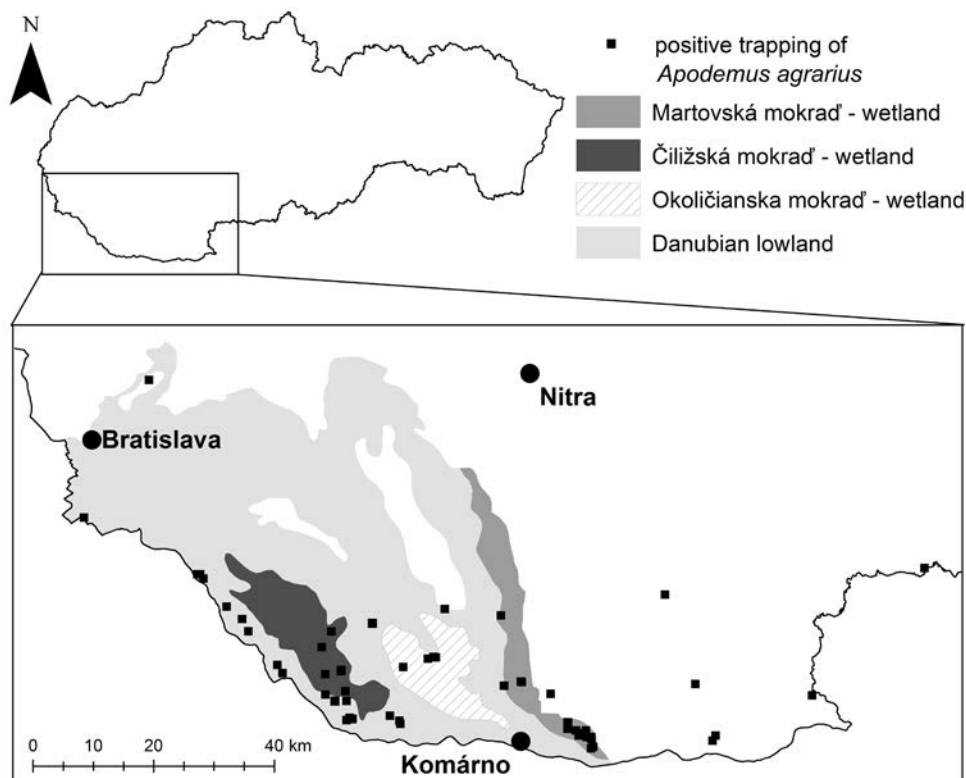 N
positive trapping of
Apodemus agrarius
Martovská mokraď - wetland
Čiližská mokraď - wetland
Okoličianska mokraď - wetland
Danubian lowland
Nitra
Bratislava
0 10 20 40 km
Komárno